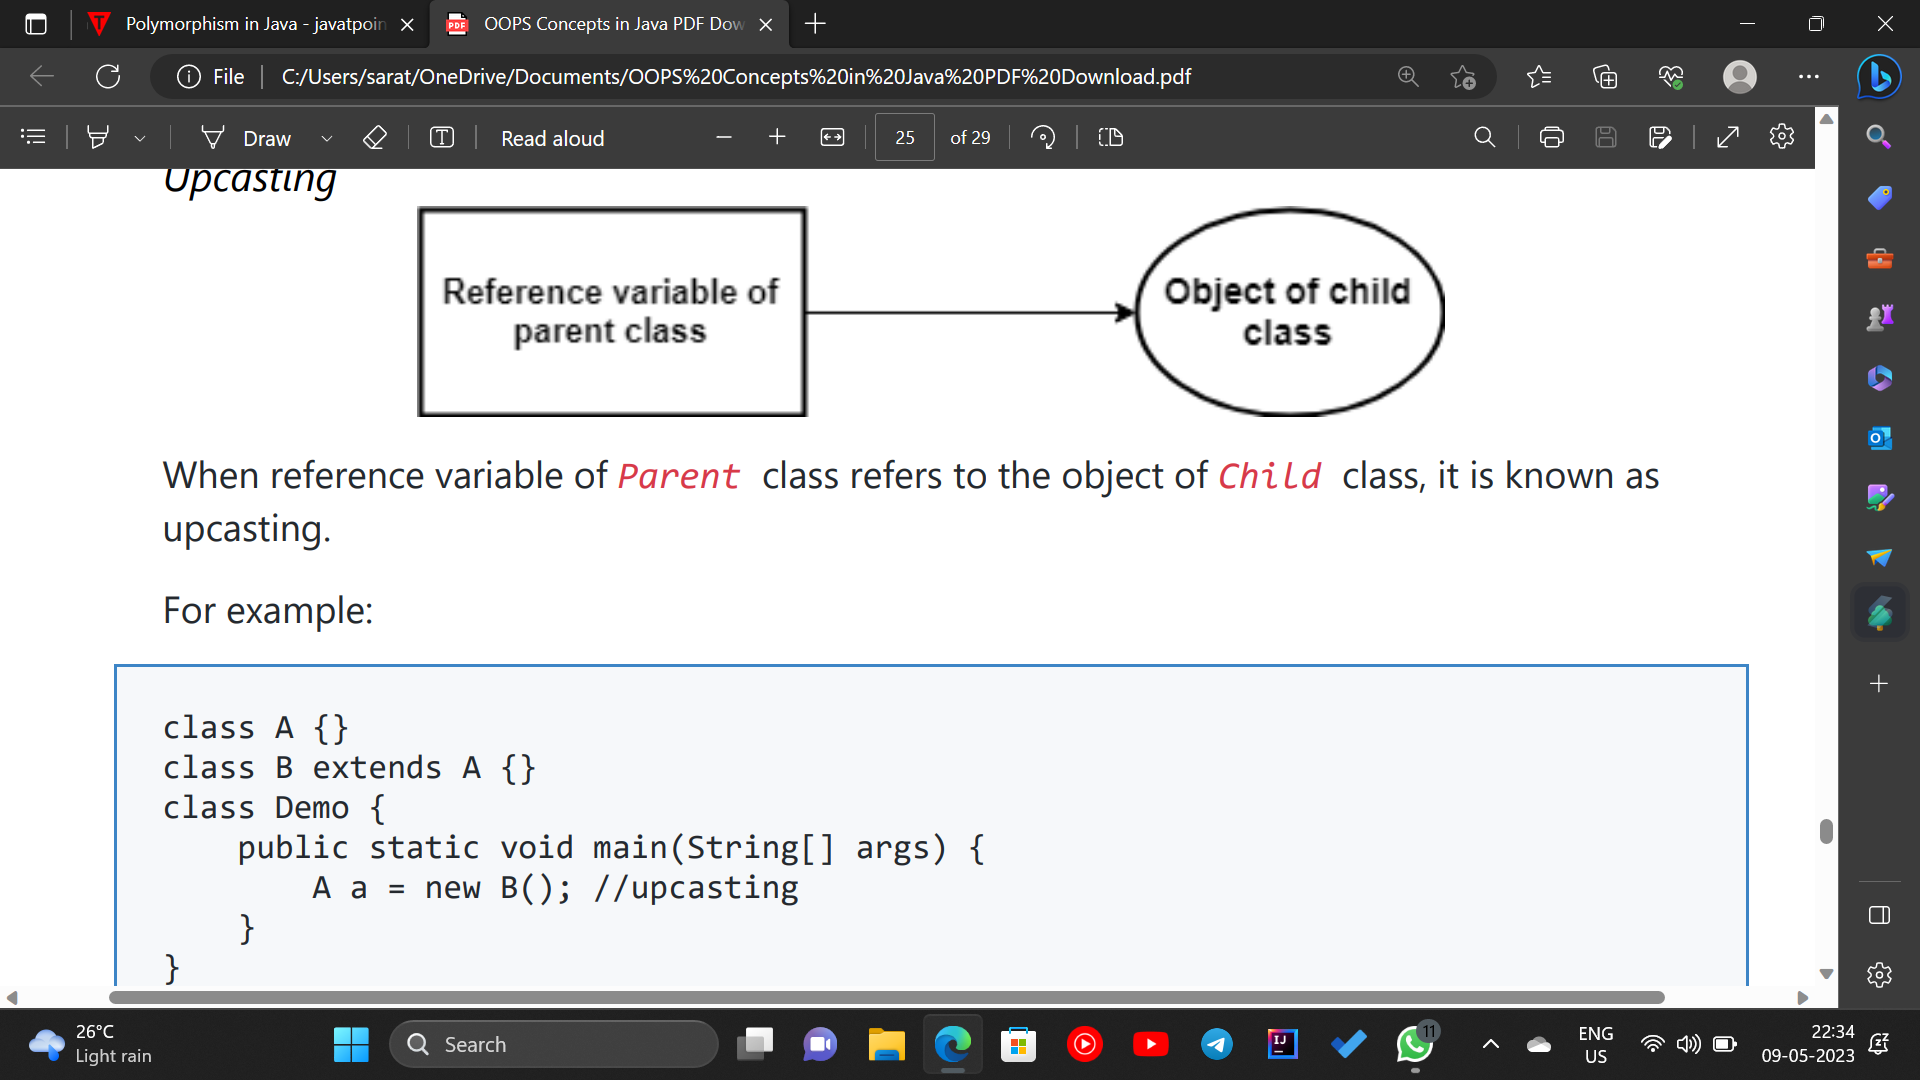 Polymorphism in Java - javatpoin
OOPS Concepts in Java PDF Dow
File
C:/Users/sarat/OneDrive/Documents/OOPS%20Concepts%20in%20Java%20PDF%20Download.pdf
Draw
Read aloud
25
of 29
Upcasting
Reference variable of
parent class
Object of child
class
When reference variable of Parent class refers to the object of Child class, it is known as
upcasting.
For example:
class A {}
class B extends A {}
class Demo {
public static void main(String[] args) {
A a = new B(); //upcasting
}
}
26°C
Light rain
Search
11
ENG
US
22:34
09-05-2023